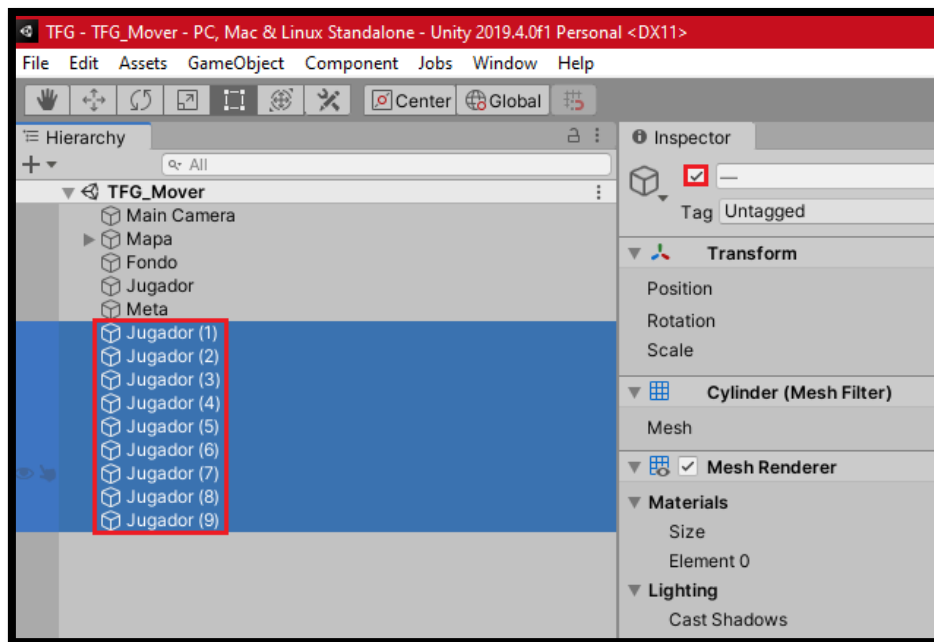 TFG - TFG_Mover - PC, Mac & Linux Standalone - Unity 2019.4.0f1 Personal <DX11>
File Edit Assets GameObject Component Jobs Window Help
Center Global
Hierarchy
All
TFG_Mover
Main Camera
Mapa
Fondo
Jugador
Meta
Jugador (1)
Jugador (2)
Jugador (3)
Jugador (4)
Jugador (5)
Jugador (6)
Jugador (7)
Jugador (8)
Jugador (9)
Inspector
—
Tag Untagged
Transform
Position
Rotation
Scale
Cylinder (Mesh Filter)
Mesh
Mesh Renderer
Materials
Size
Element 0
Lighting
Cast Shadows